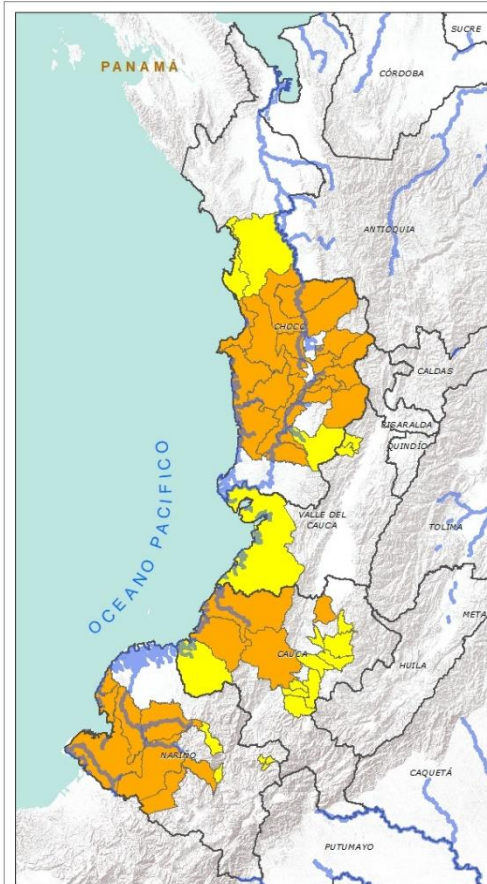 SUCRE
PANAMÁ
CÓRDOBA
ANTIOQUIA
CHOCÓ
CALDAS
RISARALDA
QUINDÍO
OCEANO PACIFICO
VALLE DEL
CAUCA
TOLIMA
META
CAUCA
HUILA
NARIÑO
CAQUETÁ
PUTUMAYO